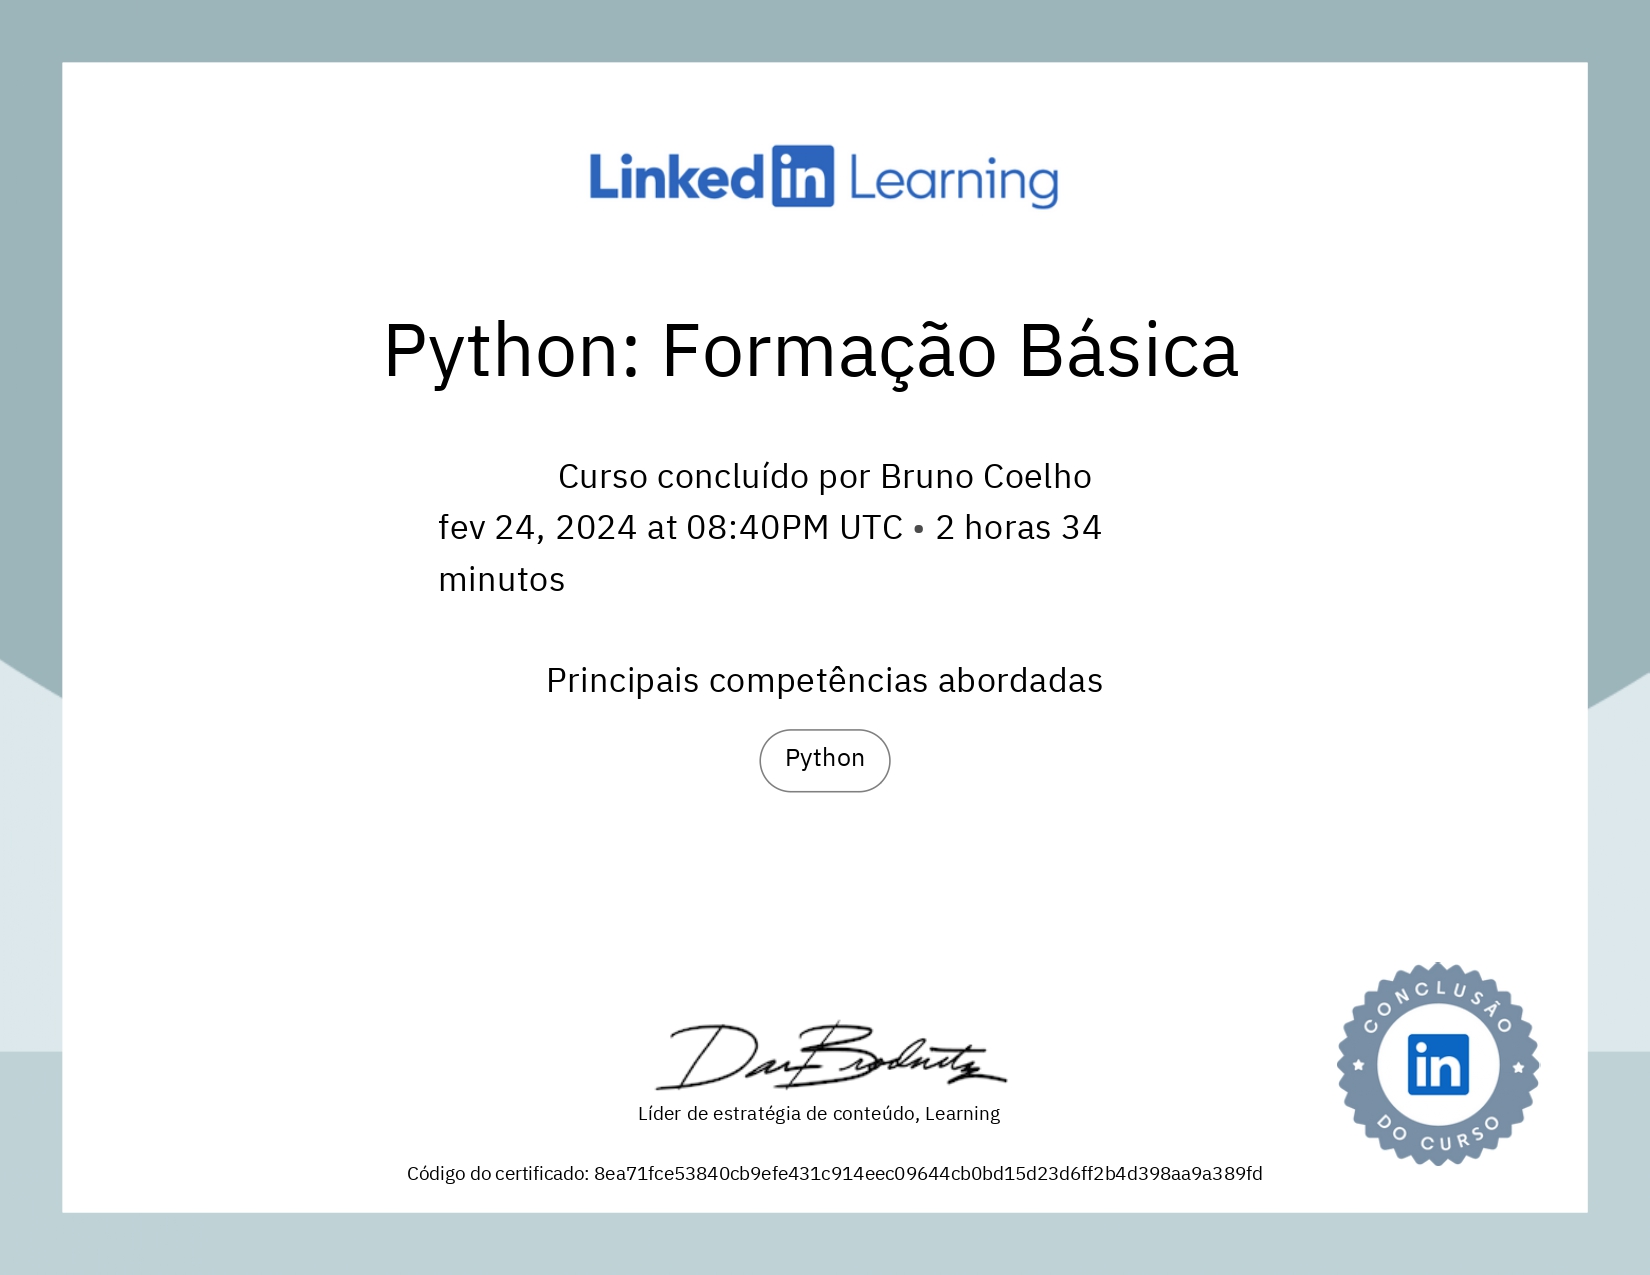 Linkedin Learning
Python: Formação Básica
Curso concluído por Bruno Coelho
fev 24, 2024 at 08:40PM UTC • 2 horas 34
minutos
Principais competências abordadas
Python
Dan Brodnitz
Líder de estratégia de conteúdo, Learning
Código do certificado: 8ea71fce53840cb9efe431c914eec09644cb0bd15d23d6ff2b4d398aa9a389fd
CONCLUSÃO
in
DO CURSO